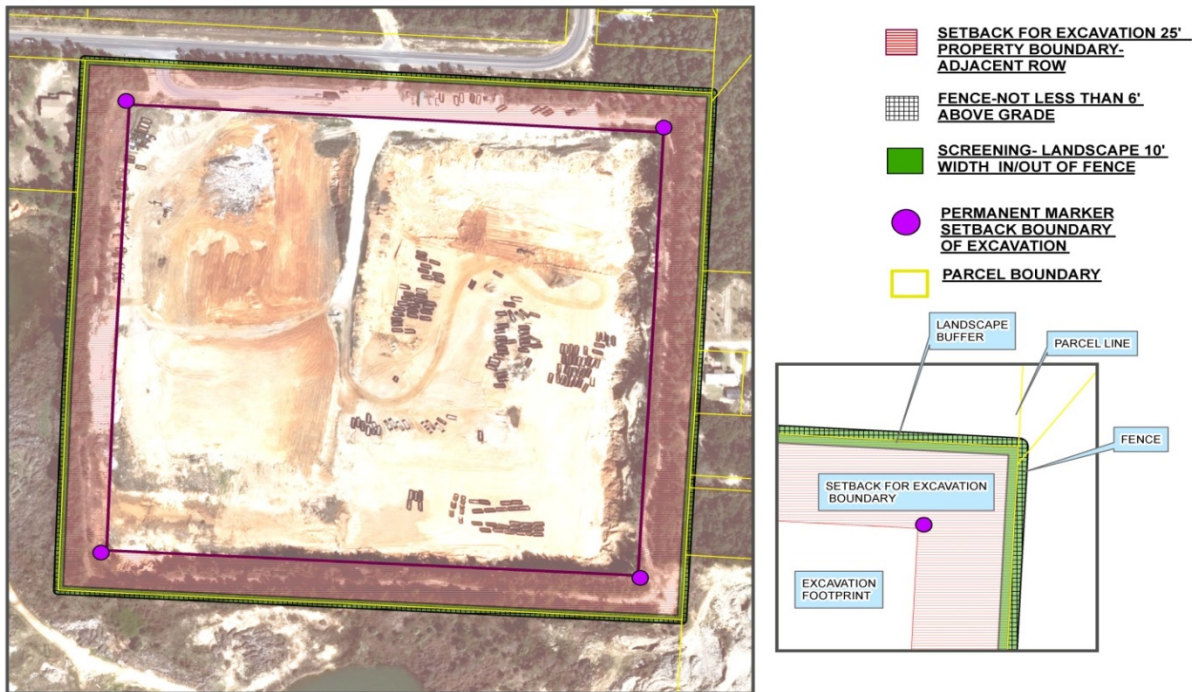 SETBACK FOR EXCAVATION 25'
PROPERTY BOUNDARY-
ADJACENT ROW
FENCE-NOT LESS THAN 6'
ABOVE GRADE
SCREENING- LANDSCAPE 10'
WIDTH IN/OUT OF FENCE
PERMANENT MARKER
SETBACK BOUNDARY
OF EXCAVATION
PARCEL BOUNDARY
LANDSCAPE
BUFFER
PARCEL LINE
FENCE
SETBACK FOR EXCAVATION
BOUNDARY
EXCAVATION
FOOTPRINT